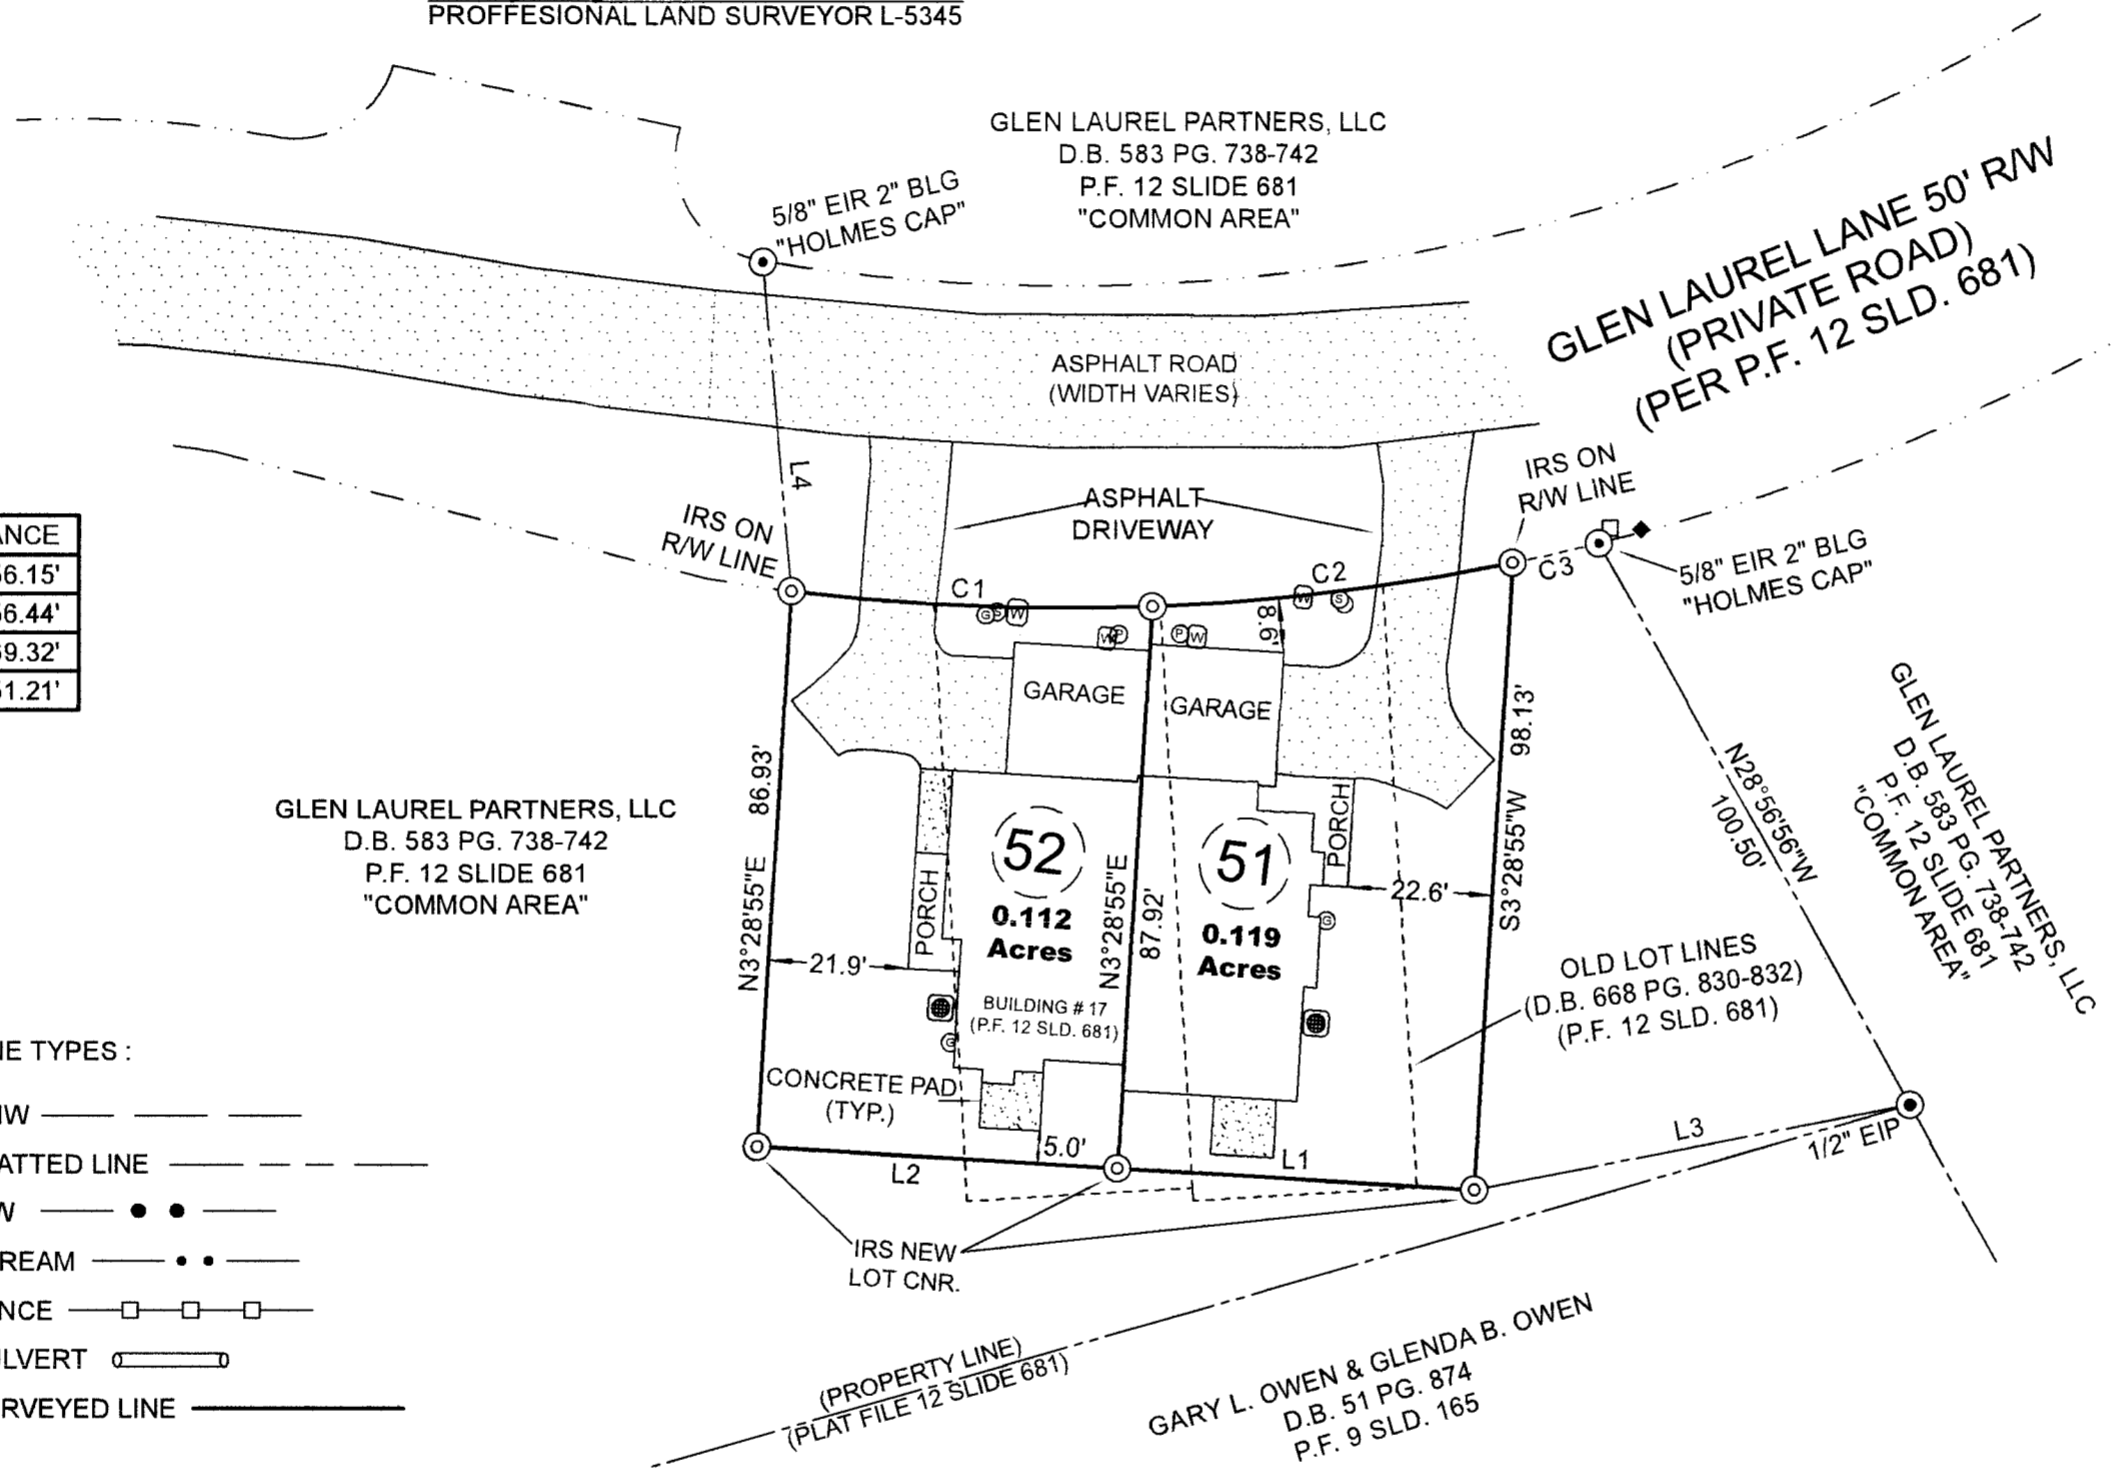 PROFFESIONAL LAND SURVEYOR L-5345
GLEN LAUREL PARTNERS, LLC
D.B. 583 PG. 738-742
P.F. 12 SLIDE 681
"COMMON AREA"
5/8" EIR 2" BLG
"HOLMES CAP"
GLEN LAUREL LANE 50' R/W
(PRIVATE ROAD)
(PER P.F. 12 SLD. 681)
ASPHALT ROAD
(WIDTH VARIES)
L4
ASPHALT
DRIVEWAY
IRS ON
R/W LINE
IRS ON
R/W LINE
5/8" EIR 2" BLG
"HOLMES CAP"
C1
C2
C3
G
S
W
W
P
P
W
W
S
8.6'
GARAGE
GARAGE
ANCE
56.15'
56.44'
69.32'
51.21'
GLEN LAUREL PARTNERS, LLC
D.B. 583 PG. 738-742
P.F. 12 SLIDE 681
"COMMON AREA"
N3°28'55"E
86.93'
PORCH
52
0.112
Acres
BUILDING # 17
(P.F. 12 SLD. 681)
21.9'
G
N3°28'55"E
87.92'
51
0.119
Acres
PORCH
22.6'
G
S3°28'55"W
98.13'
N28°56'56"W
100.50'
GLEN LAUREL PARTNERS, LLC
D.B. 583 PG. 738-742
P.F. 12 SLIDE 681
"COMMON AREA"
OLD LOT LINES
(D.B. 668 PG. 830-832)
(P.F. 12 SLD. 681)
CONCRETE PAD
(TYP.)
5.0'
L2
L1
L3
1/2" EIP
IRS NEW
LOT CNR.
NE TYPES :
W
ATTED LINE
W
REAM
NCE
LVERT
RVEYED LINE
(PROPERTY LINE)
(PLAT FILE 12 SLIDE 681)
GARY L. OWEN & GLENDA B. OWEN
D.B. 51 PG. 874
P.F. 9 SLD. 165